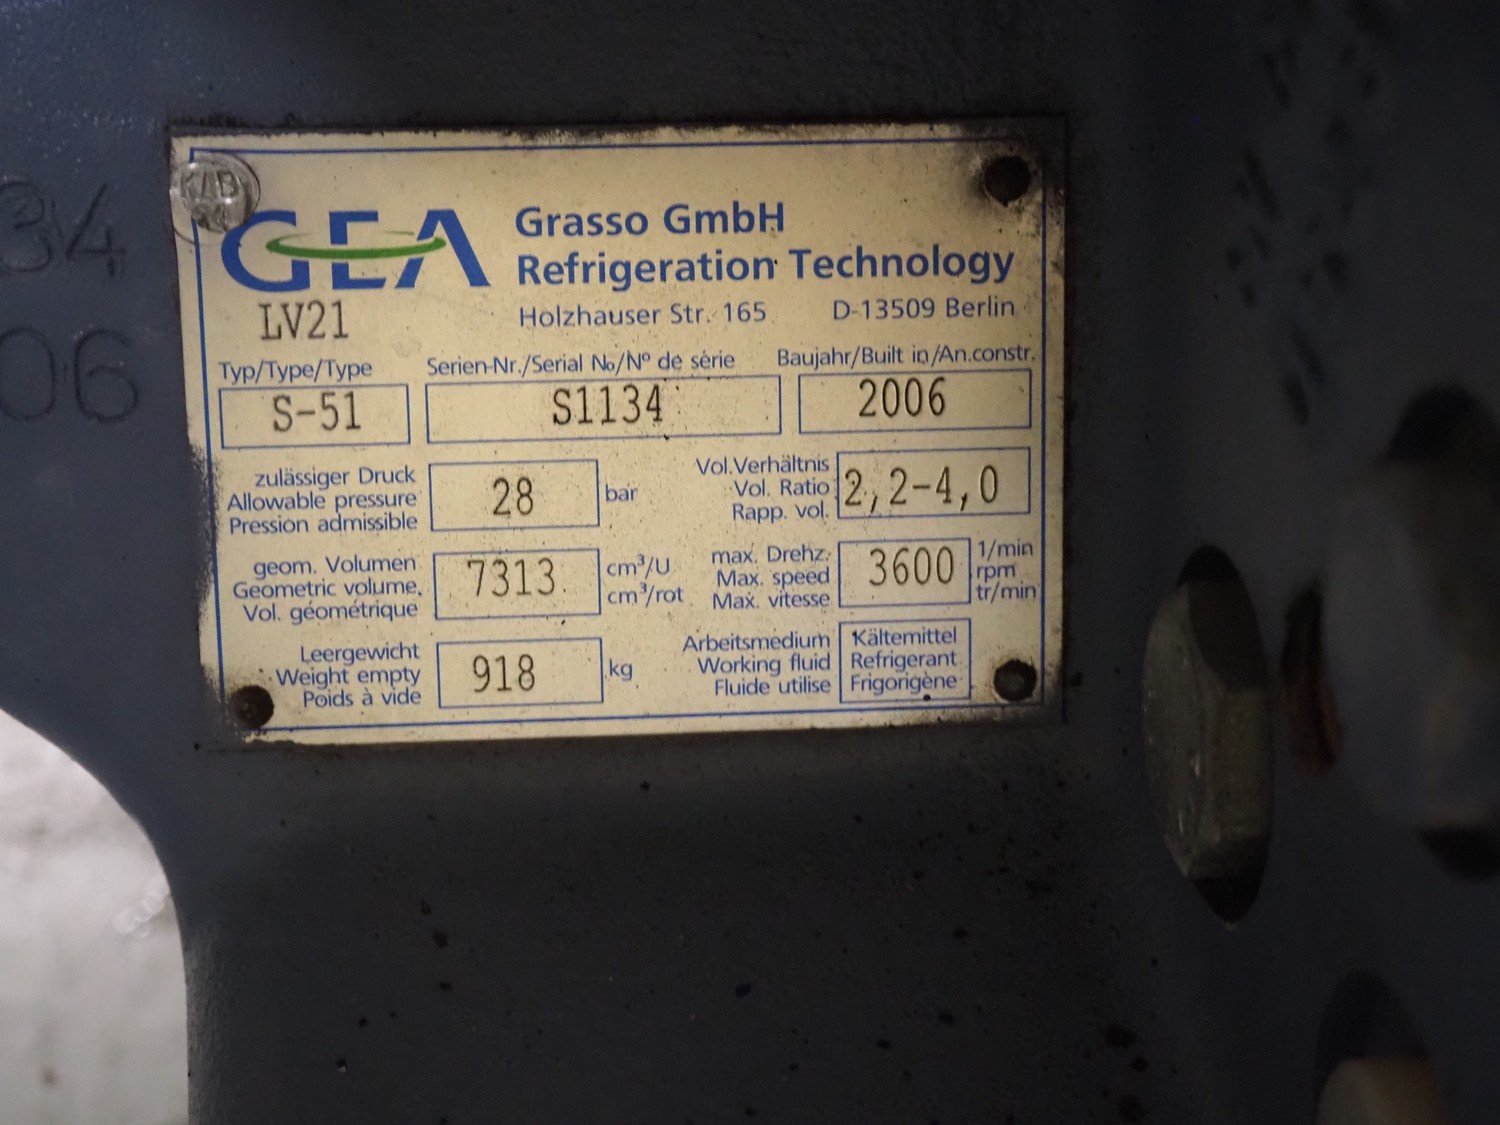 34
06
KAB
24
GEA
Grasso GmbH
Refrigeration Technology
Holzhauser Str. 165 D-13509 Berlin
LV21
Typ/Type/Type Serien-Nr./Serial No/Nº de série Baujahr/Built in/An.constr.
S-51 S1134 2006
zulässiger Druck
Allowable pressure
Pression admissible
28 bar
Vol.Verhältnis
Vol. Ratio
Rapp. vol.
2,2-4,0
geom. Volumen
Geometric volume.
Vol. géométrique
7313
cm³/U
cm³/rot
max. Drehz.
Max. speed
Max. vitesse
3600
1/min
rpm
tr/min
Leergewicht
Weight empty
Poids à vide
918 kg
Arbeitsmedium
Working fluid
Fluide utilise
Kältemittel
Refrigerant
Frigorigène